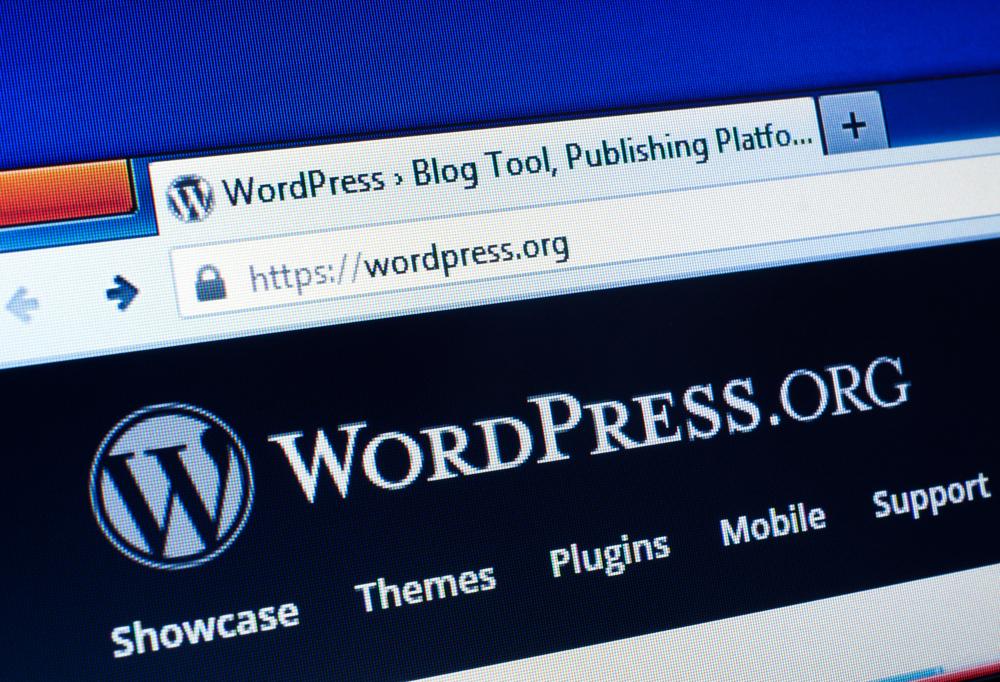 WordPress › Blog Tool, Publishing Platfo...
+
https://wordpress.org
W WORDPRESS.ORG
Showcase Themes Plugins Mobile Support